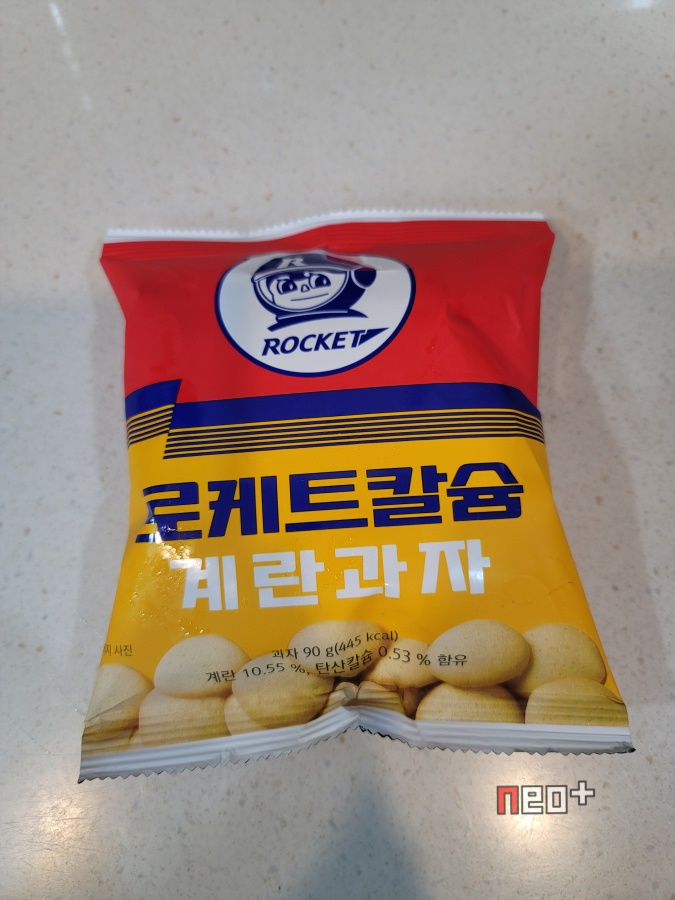 R
ROCKET
로케트칼슘
계란과자
사진
과자 90 g(445 kcal)
계란 10.55 %, 탄산칼슘 0.53 % 함유
neo+